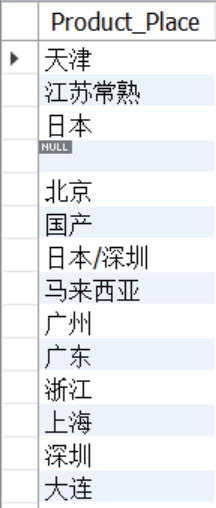 Product_Place
天津
江苏常熟
日本
NULL
北京
国产
日本/深圳
马来西亚
广州
广东
浙江
上海
深圳
大连